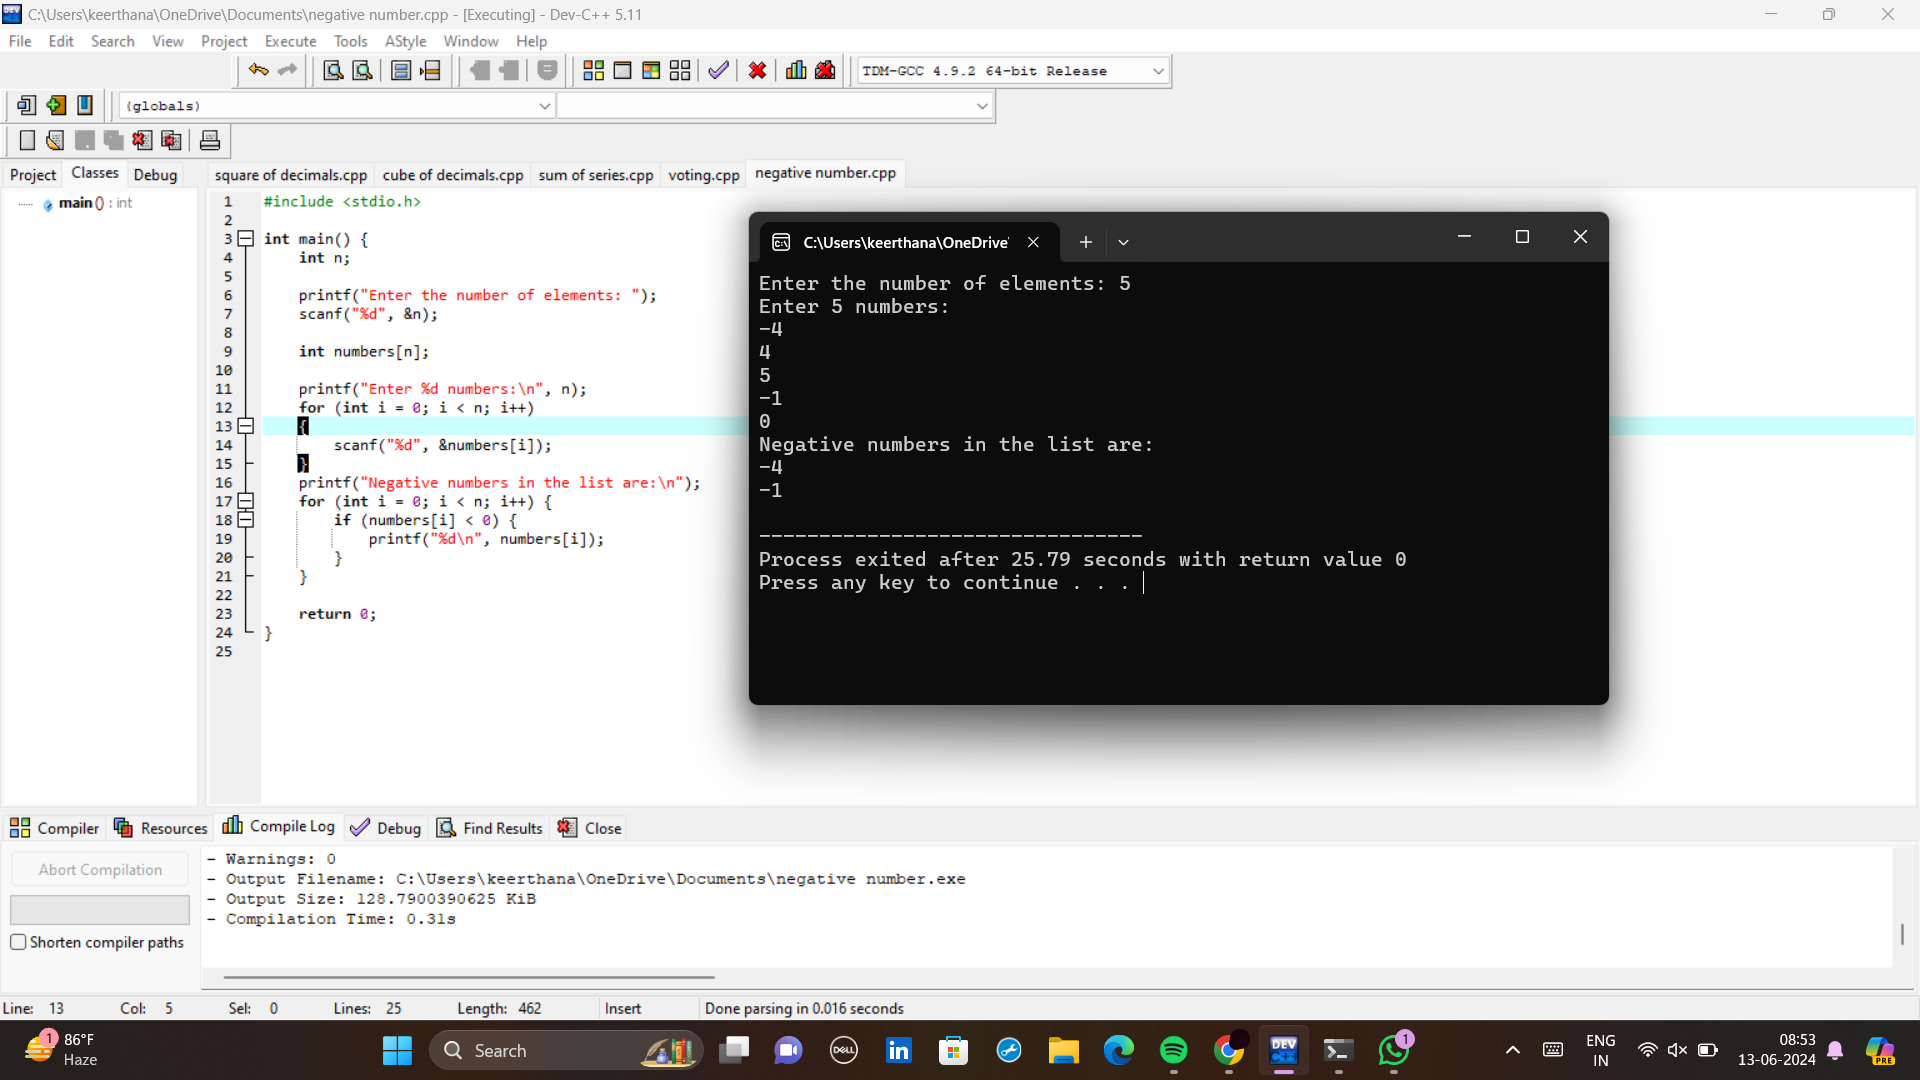 C:\Users\keerthana\OneDrive\Documents\negative number.cpp - [Executing] - Dev-C++ 5.11
File Edit Search View Project Execute Tools AStyle Window Help
TDM-GCC 4.9.2 64-bit Release
(globals)
Project Classes Debug
square of decimals.cpp cube of decimals.cpp sum of series.cpp voting.cpp negative number.cpp
main () : int
1 #include <stdio.h>
2
3 int main() {
4 int n;
5
6 printf("Enter the number of elements: ");
7 scanf("%d", &n);
8
9 int numbers[n];
10
11 printf("Enter %d numbers:\n", n);
12 for (int i = 0; i < n; i++)
13 {
14 scanf("%d", &numbers[i]);
15 }
16 printf("Negative numbers in the list are:\n");
17 for (int i = 0; i < n; i++) {
18 if (numbers[i] < 0) {
19 printf("%d\n", numbers[i]);
20 }
21 }
22
23 return 0;
24 }
25
C:\Users\keerthana\OneDrive'
Enter the number of elements: 5
Enter 5 numbers:
-4
4
5
-1
0
Negative numbers in the list are:
-4
-1
--------------------------------
Process exited after 25.79 seconds with return value 0
Press any key to continue . . .
Compiler Resources Compile Log Debug Find Results Close
Abort Compilation
Shorten compiler paths
- Warnings: 0
- Output Filename: C:\Users\keerthana\OneDrive\Documents\negative number.exe
- Output Size: 128.7900390625 KiB
- Compilation Time: 0.31s
Line: 13 Col: 5 Sel: 0 Lines: 25 Length: 462 Insert Done parsing in 0.016 seconds
1
86°F
Haze
Search
DELL
in
DEV
C++
1
ENG
IN
08:53
13-06-2024
PRE